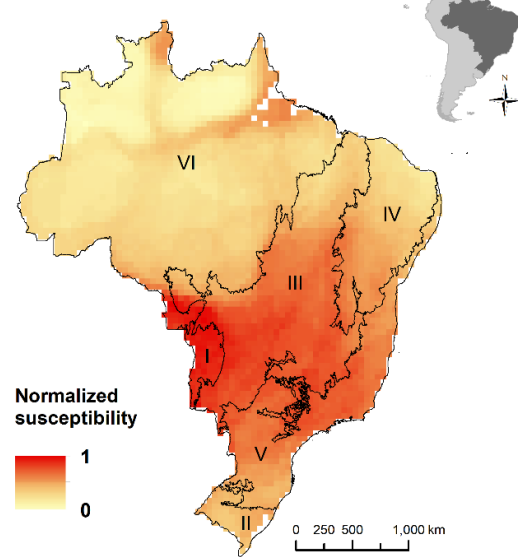 N
VI
IV
III
I
Normalized
susceptibility
1
0
V
II
0 250 500 1,000 km